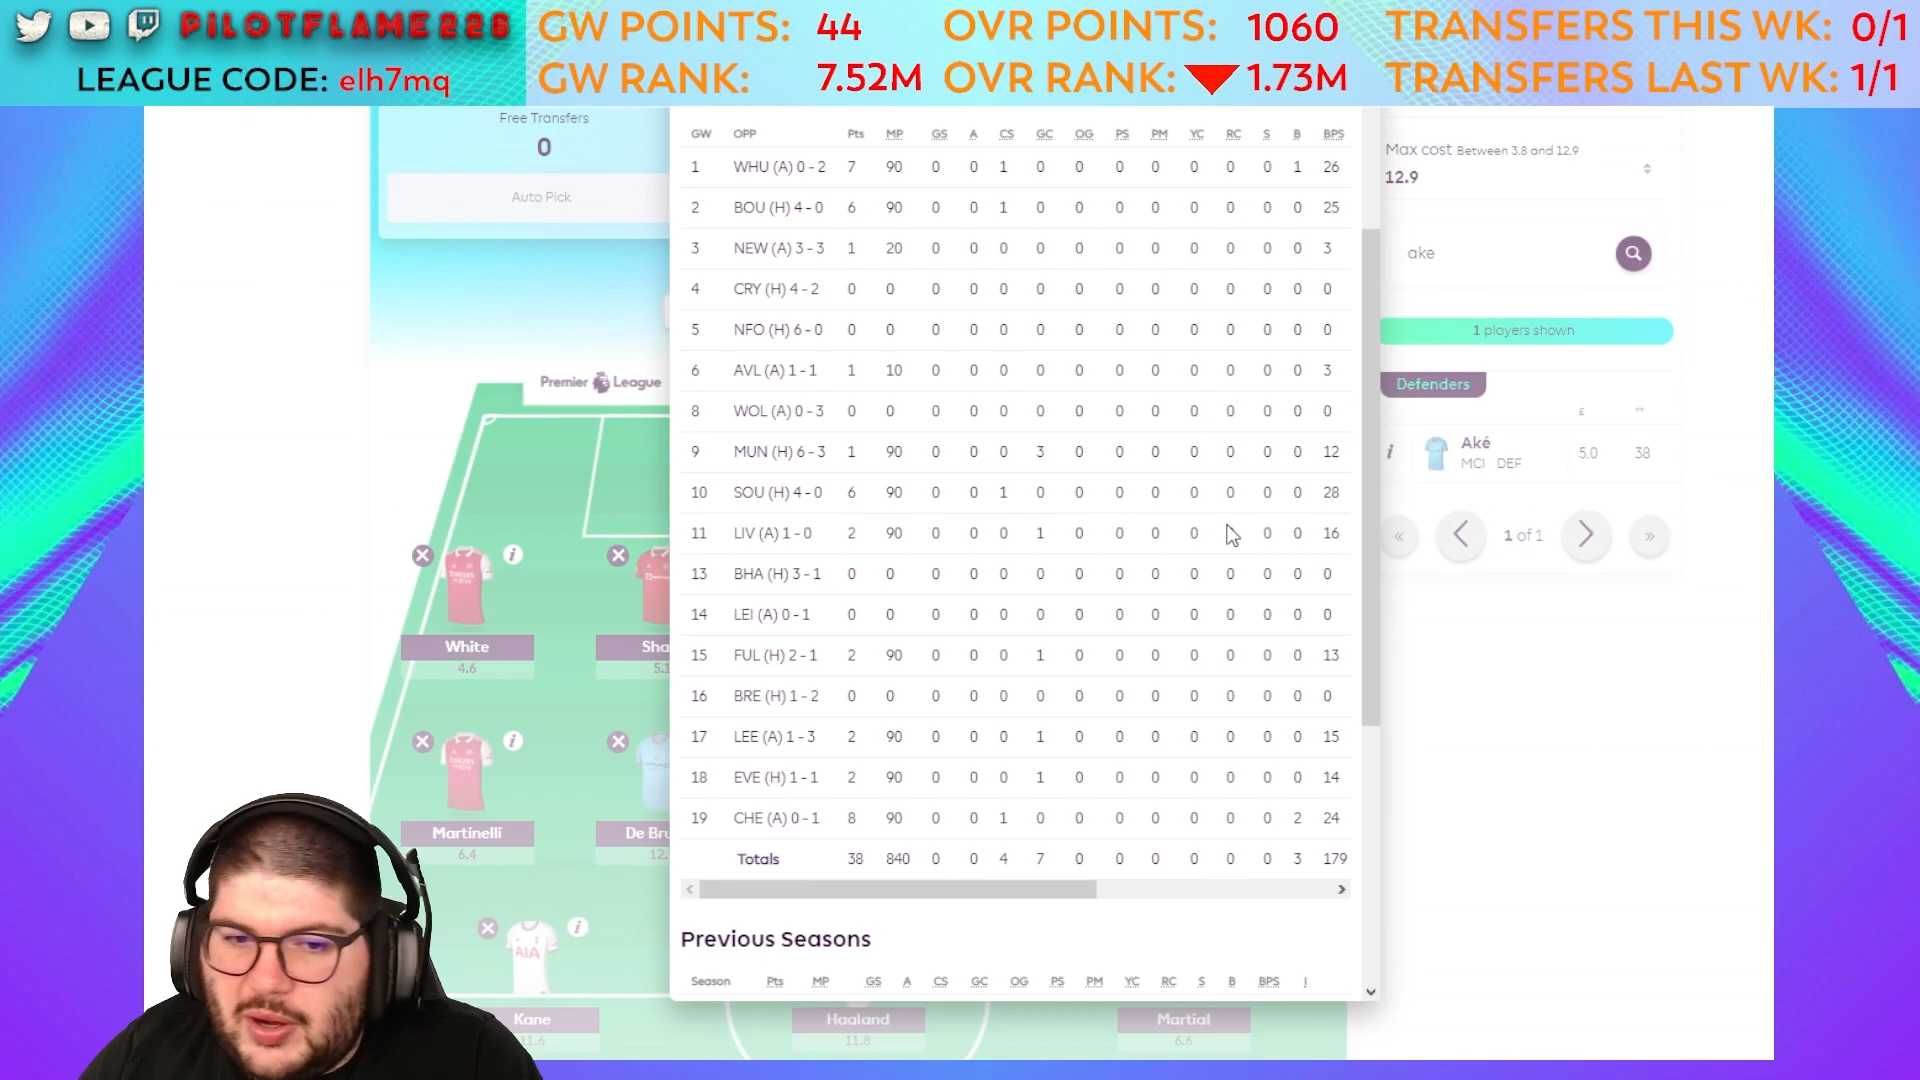 PILOTFLAME226
LEAGUE CODE: elh7mq
GW POINTS: 44
GW RANK: 7.52M
OVR POINTS: 1060
OVR RANK: 1.73M
TRANSFERS THIS WK: 0/1
TRANSFERS LAST WK: 1/1
Free Transfers
0
Auto Pick
Premier League
White
4.6
Sha
5.1
Martinelli
6.4
De Bru
12.
AIA
Kane
11.6
Haaland
11.8
Martial
6.6
GW OPP Pts MP GS A CS GC OG PS PM YC RC S B BPS
1 WHU (A) 0 - 2 7 90 0 0 1 0 0 0 0 0 0 0 1 26
2 BOU (H) 4 - 0 6 90 0 0 1 0 0 0 0 0 0 0 0 25
3 NEW (A) 3 - 3 1 20 0 0 0 0 0 0 0 0 0 0 0 3
4 CRY (H) 4 - 2 0 0 0 0 0 0 0 0 0 0 0 0 0 0
5 NFO (H) 6 - 0 0 0 0 0 0 0 0 0 0 0 0 0 0 0
6 AVL (A) 1 - 1 1 10 0 0 0 0 0 0 0 0 0 0 0 3
8 WOL (A) 0 - 3 0 0 0 0 0 0 0 0 0 0 0 0 0 0
9 MUN (H) 6 - 3 1 90 0 0 0 3 0 0 0 0 0 0 0 12
10 SOU (H) 4 - 0 6 90 0 0 1 0 0 0 0 0 0 0 0 28
11 LIV (A) 1 - 0 2 90 0 0 0 1 0 0 0 0 0 0 0 16
13 BHA (H) 3 - 1 0 0 0 0 0 0 0 0 0 0 0 0 0 0
14 LEI (A) 0 - 1 0 0 0 0 0 0 0 0 0 0 0 0 0 0
15 FUL (H) 2 - 1 2 90 0 0 0 1 0 0 0 0 0 0 0 13
16 BRE (H) 1 - 2 0 0 0 0 0 0 0 0 0 0 0 0 0 0
17 LEE (A) 1 - 3 2 90 0 0 0 1 0 0 0 0 0 0 0 15
18 EVE (H) 1 - 1 2 90 0 0 0 1 0 0 0 0 0 0 0 14
19 CHE (A) 0 - 1 8 90 0 0 1 0 0 0 0 0 0 0 2 24
Totals 38 840 0 0 4 7 0 0 0 0 0 0 3 179
Previous Seasons
Season Pts MP GS A CS GC OG PS PM YC RC S B BPS I
Max cost Between 3.8 and 12.9
12.9
ake
1 players shown
Defenders
£ **
i Aké 5.0 38
MCI DEF
« 1 of 1 »